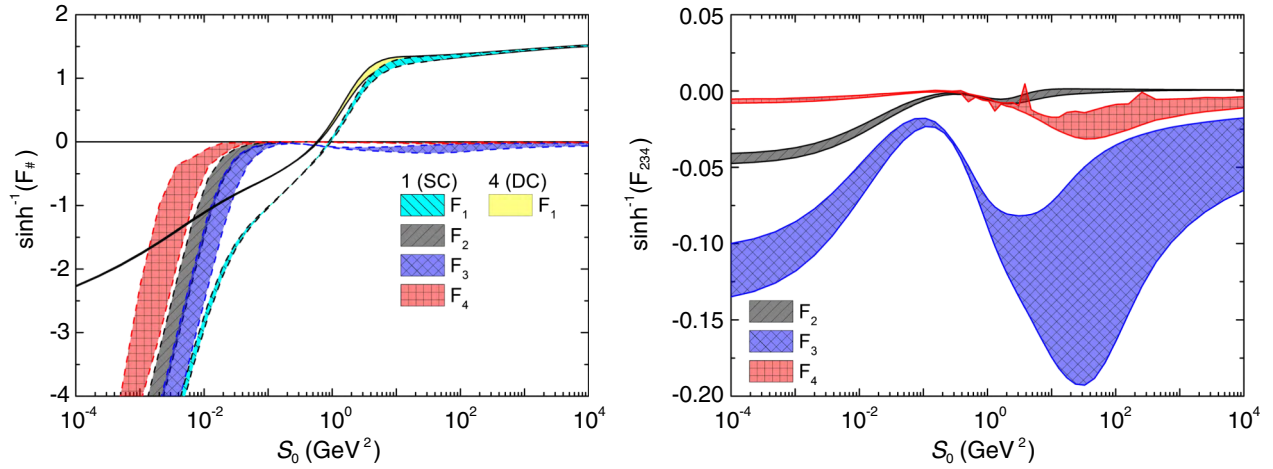 2
1
0
-1
-2
-3
-4
sinh⁻¹(F#)
1 (SC) 4 (DC)
F₁ F₁
F₂
F₃
F₄
10⁻⁴ 10⁻² 10⁰ 10² 10⁴
S₀ (GeV²)
0.05
0.00
-0.05
-0.10
-0.15
-0.20
sinh⁻¹(F₂₃₄)
F₂
F₃
F₄
10⁻⁴ 10⁻² 10⁰ 10² 10⁴
S₀ (GeV²)